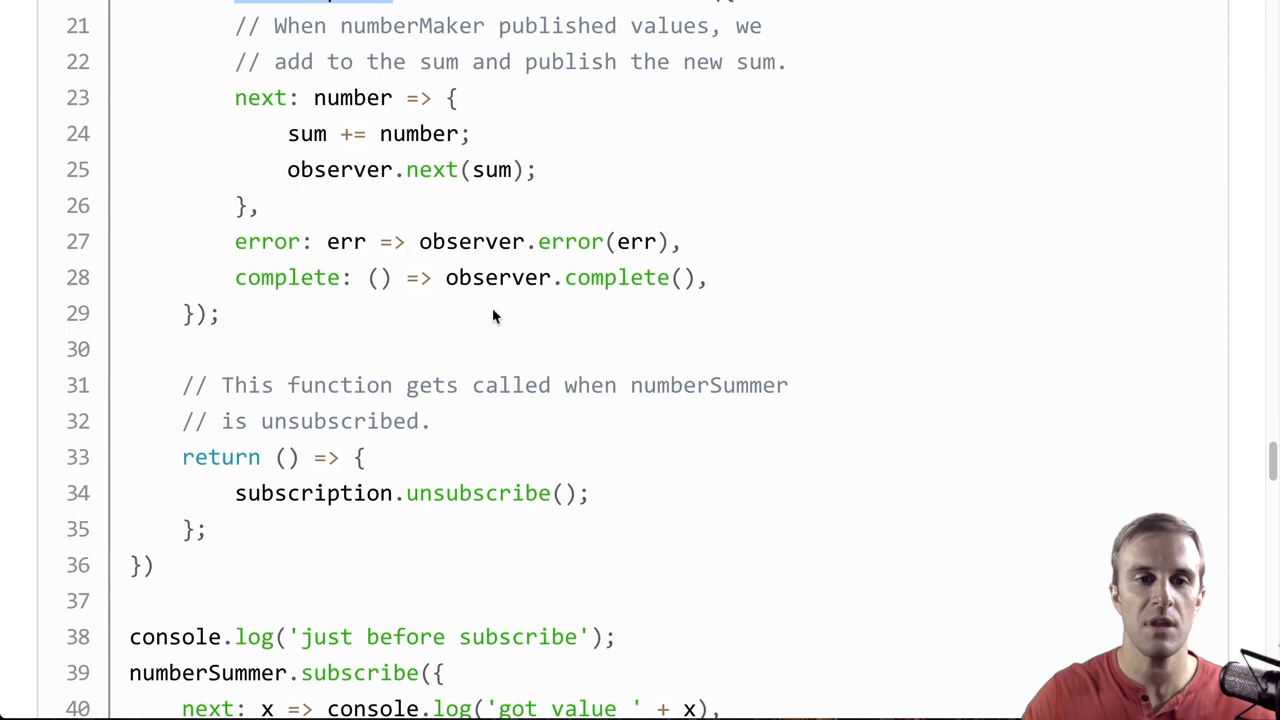 21 // When numberMaker published values, we
22 // add to the sum and publish the new sum.
23 next: number => {
24 sum += number;
25 observer.next(sum);
26 },
27 error: err => observer.error(err),
28 complete: () => observer.complete(),
29 });
30
31 // This function gets called when numberSummer
32 // is unsubscribed.
33 return () => {
34 subscription.unsubscribe();
35 };
36 })
37
38 console.log('just before subscribe');
39 numberSummer.subscribe({
40 next: x => console.log('got value ' + x),